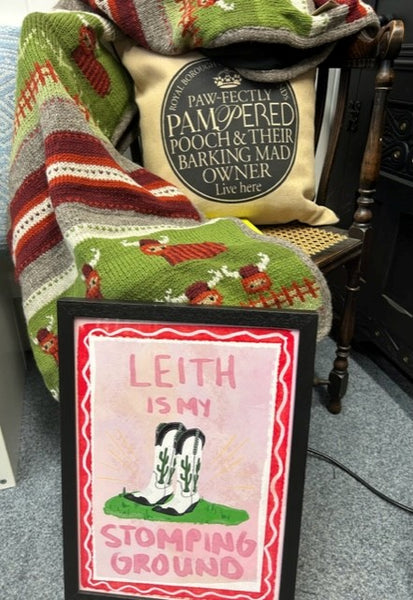 ROYAL BOROUGH
PAW-FECTLY
PAMPERED
POOCH & THEIR
BARKING MAD
OWNER
Live here
LEITH
IS MY
STOMPING
GROUND